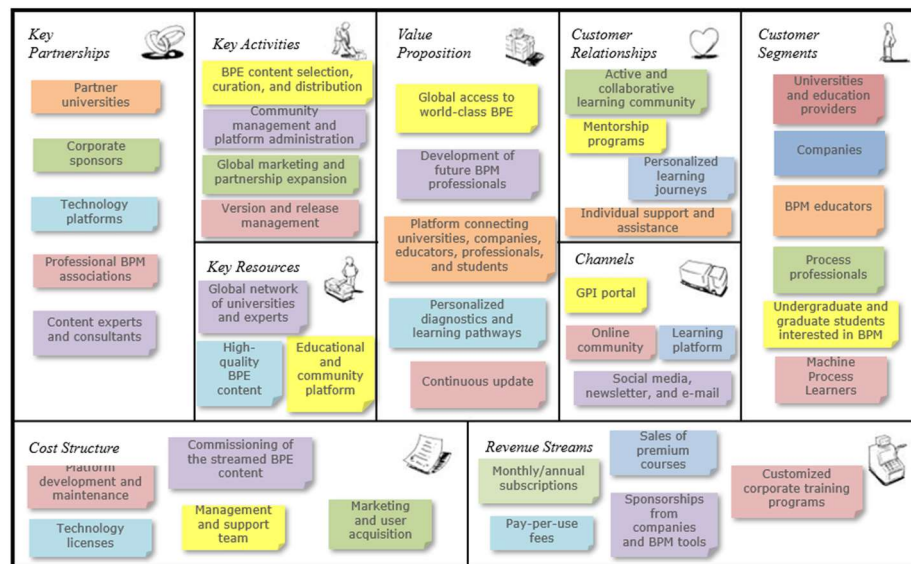 Key
Partnerships
Partner
universities
Corporate
sponsors
Technology
platforms
Professional BPM
associations
Content experts
and consultants
Key Activities
BPE content selection,
curation, and distribution
Community
management and
platform administration
Global marketing and
partnership expansion
Version and release
management
Key Resources
Global network
of universities
and experts
High-
quality
BPE
content
Educational
and
community
platform
Value
Proposition
Global access to
world-class BPE
Development of
future BPM
professionals
Platform connecting
universities, companies,
educators, professionals,
and students
Personalized
diagnostics and
learning pathways
Continuous update
Customer
Relationships
Active and
collaborative
learning community
Mentorship
programs
Personalized
learning
journeys
Individual support and
assistance
Channels
GPI portal
Online
community
Learning
platform
Social media,
newsletter, and e-mail
Customer
Segments
Universities
and education
providers
Companies
BPM educators
Process
professionals
Undergraduate and
graduate students
interested in BPM
Machine
Process
Learners
Cost Structure
Platform
development and
maintenance
Technology
licenses
Commissioning of
the streamed BPE
content
Management
and support
team
Marketing
and user
acquisition
Revenue Streams
Monthly/annual
subscriptions
Pay-per-use
fees
Sales of
premium
courses
Sponsorships
from
companies
and BPM tools
Customized
corporate training
programs